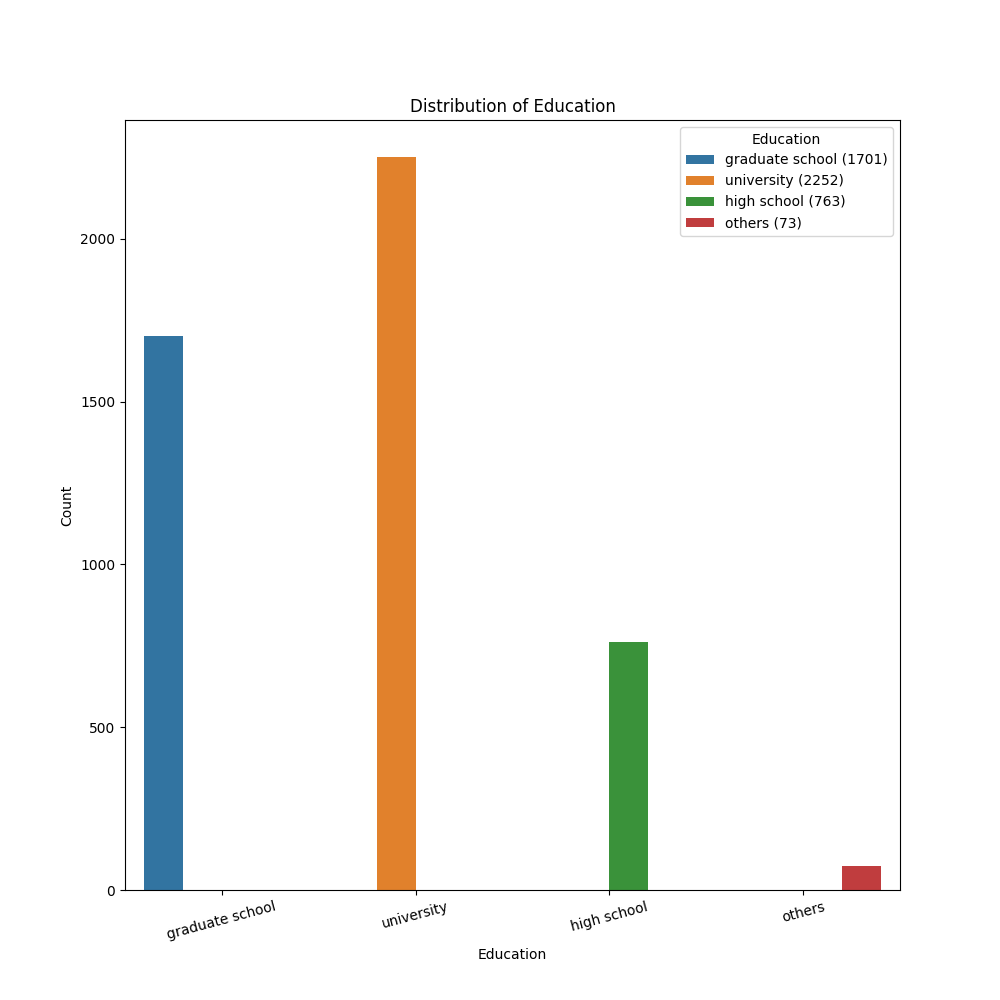 Distribution of Education
Education
graduate school (1701)
university (2252)
high school (763)
others (73)
2000
1500
1000
500
0
Count
graduate school
university
high school
others
Education